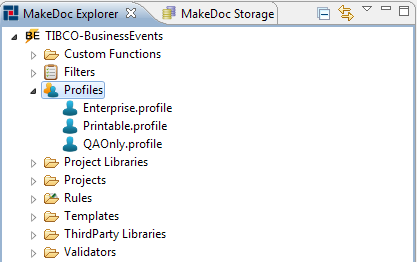 MakeDoc Explorer MakeDoc Storage
BE TIBCO-BusinessEvents
Custom Functions
Filters
Profiles
Enterprise.profile
Printable.profile
QAOnly.profile
Project Libraries
Projects
Rules
Templates
ThirdParty Libraries
Validators